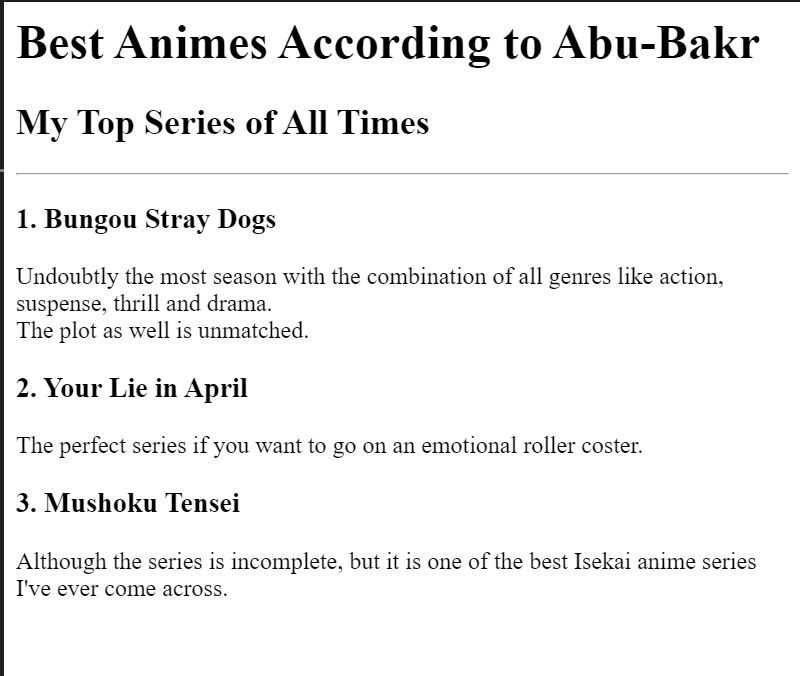 Best Animes According to Abu-Bakr
My Top Series of All Times
1. Bungou Stray Dogs
Undoubtly the most season with the combination of all genres like action,
suspense, thrill and drama.
The plot as well is unmatched.
2. Your Lie in April
The perfect series if you want to go on an emotional roller coster.
3. Mushoku Tensei
Although the series is incomplete, but it is one of the best Isekai anime series
I've ever come across.